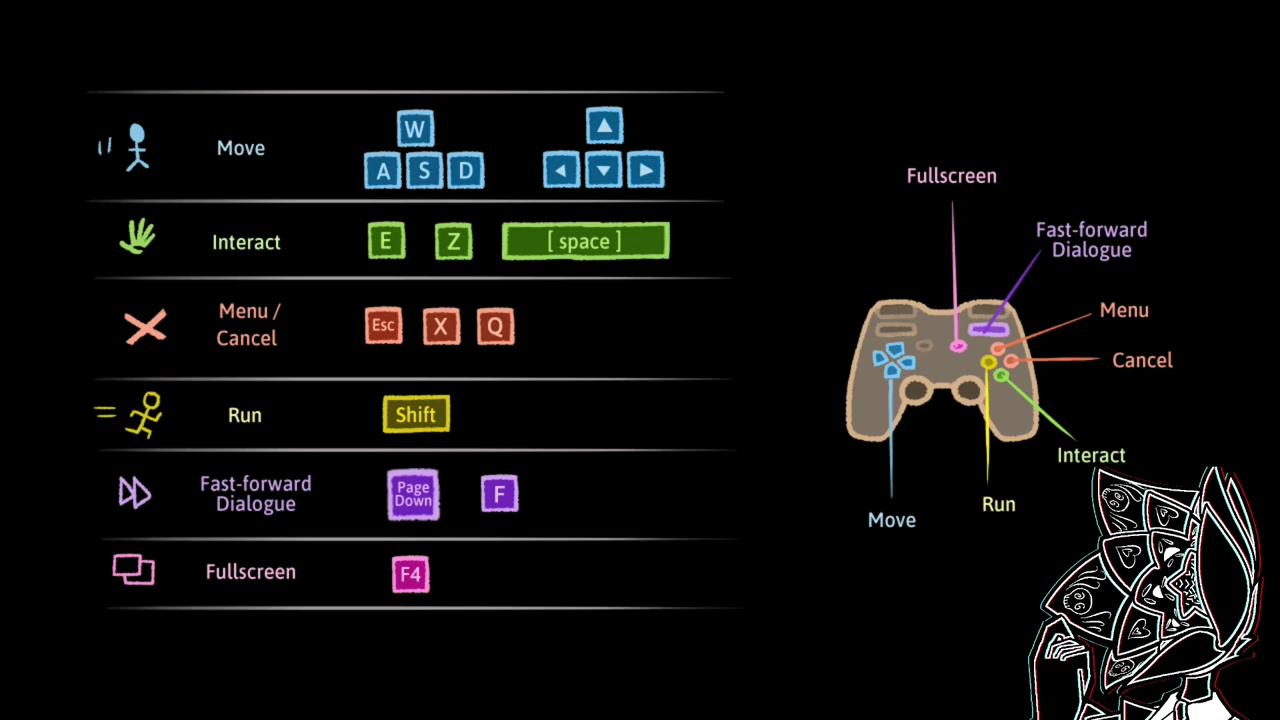 Move
W
A S D
Interact
E Z [ space ]
Menu /
Cancel
Esc X Q
Run
Shift
Fast-forward
Dialogue
Page
Down
F
Fullscreen
F4
Fullscreen
Fast-forward
Dialogue
Menu
Cancel
Interact
Run
Move